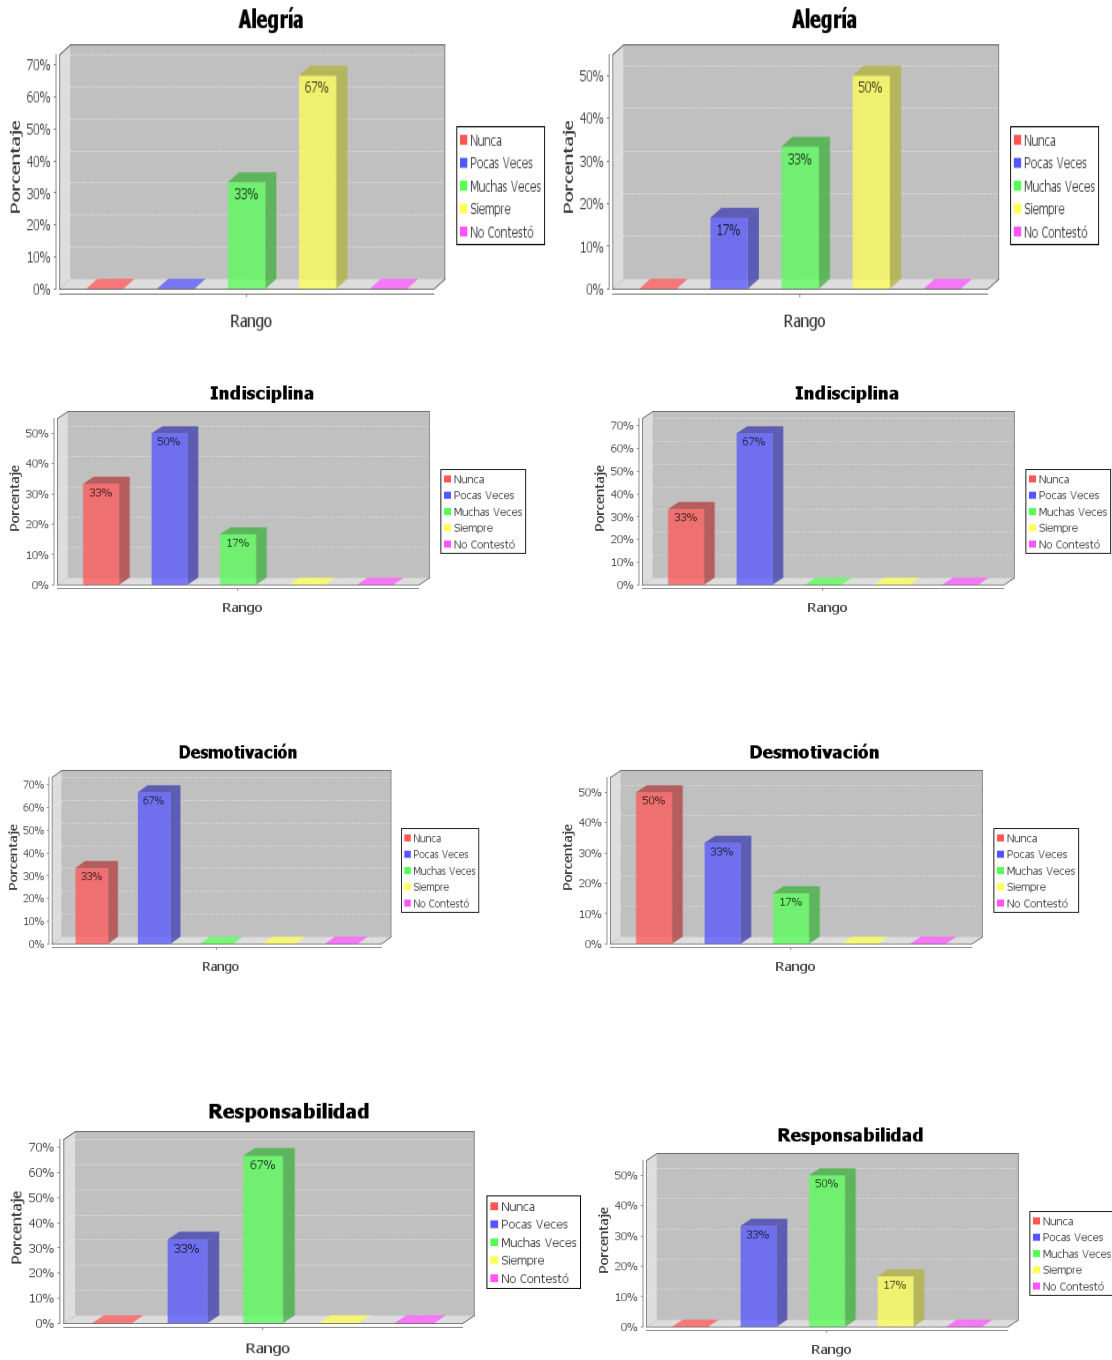 Alegría
70%
60%
50%
40%
30%
20%
10%
0%
Porcentaje
33%
67%
Rango
Nunca
Pocas Veces
Muchas Veces
Siempre
No Contestó
Alegría
50%
40%
30%
20%
10%
0%
Porcentaje
17%
33%
50%
Rango
Nunca
Pocas Veces
Muchas Veces
Siempre
No Contestó
Indisciplina
50%
40%
30%
20%
10%
0%
Porcentaje
33%
50%
17%
Rango
Nunca
Pocas Veces
Muchas Veces
Siempre
No Contestó
Indisciplina
70%
60%
50%
40%
30%
20%
10%
0%
Porcentaje
33%
67%
Rango
Nunca
Pocas Veces
Muchas Veces
Siempre
No Contestó
Desmotivación
70%
60%
50%
40%
30%
20%
10%
0%
Porcentaje
33%
67%
Rango
Nunca
Pocas Veces
Muchas Veces
Siempre
No Contestó
Desmotivación
50%
40%
30%
20%
10%
0%
Porcentaje
50%
33%
17%
Rango
Nunca
Pocas Veces
Muchas Veces
Siempre
No Contestó
Responsabilidad
70%
60%
50%
40%
30%
20%
10%
0%
Porcentaje
33%
67%
Rango
Nunca
Pocas Veces
Muchas Veces
Siempre
No Contestó
Responsabilidad
50%
40%
30%
20%
10%
0%
Porcentaje
33%
50%
17%
Rango
Nunca
Pocas Veces
Muchas Veces
Siempre
No Contestó